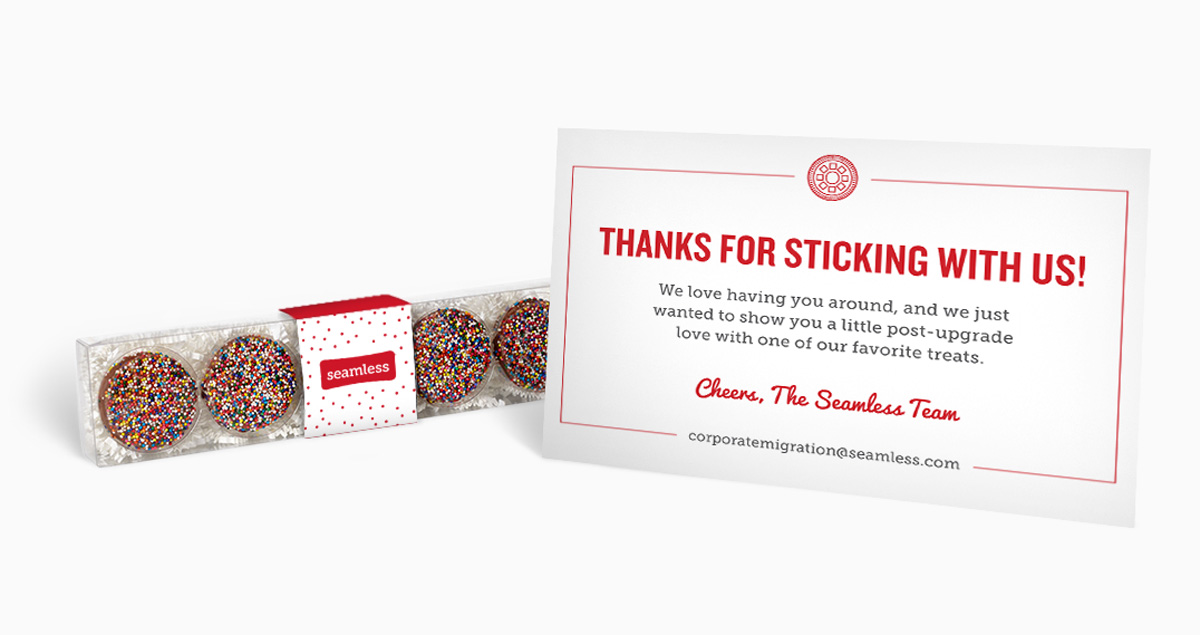 seamless
THANKS FOR STICKING WITH US!
We love having you around, and we just
wanted to show you a little post-upgrade
love with one of our favorite treats.
Cheers, The Seamless Team
corporatemigration@seamless.com